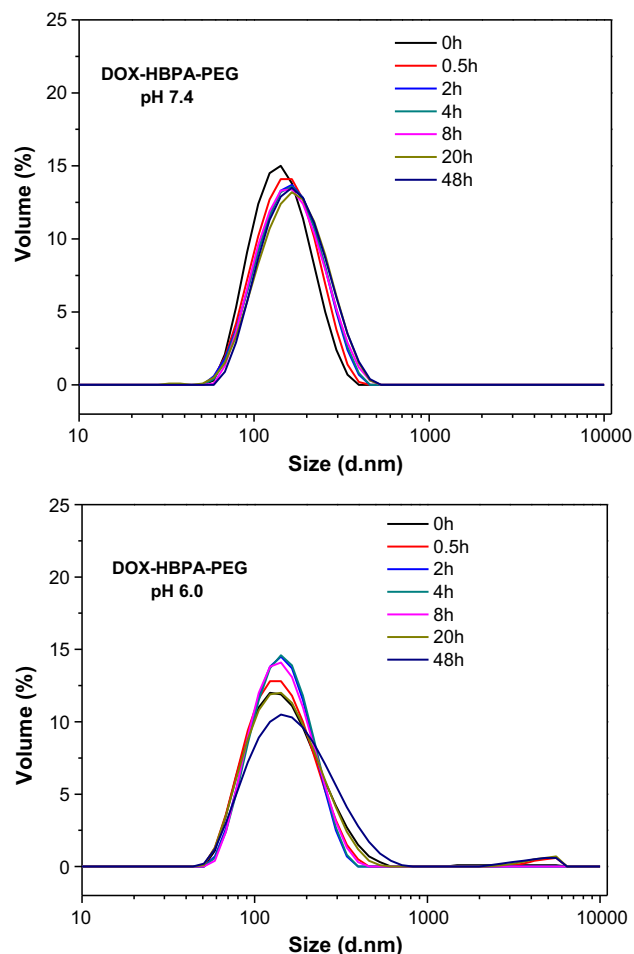 25
20
15
10
5
0
Volume (%)
DOX-HBPA-PEG
pH 7.4
0h
0.5h
2h
4h
8h
20h
48h
10
100
1000
10000
Size (d.nm)
25
20
15
10
5
0
Volume (%)
DOX-HBPA-PEG
pH 6.0
0h
0.5h
2h
4h
8h
20h
48h
10
100
1000
10000
Size (d.nm)